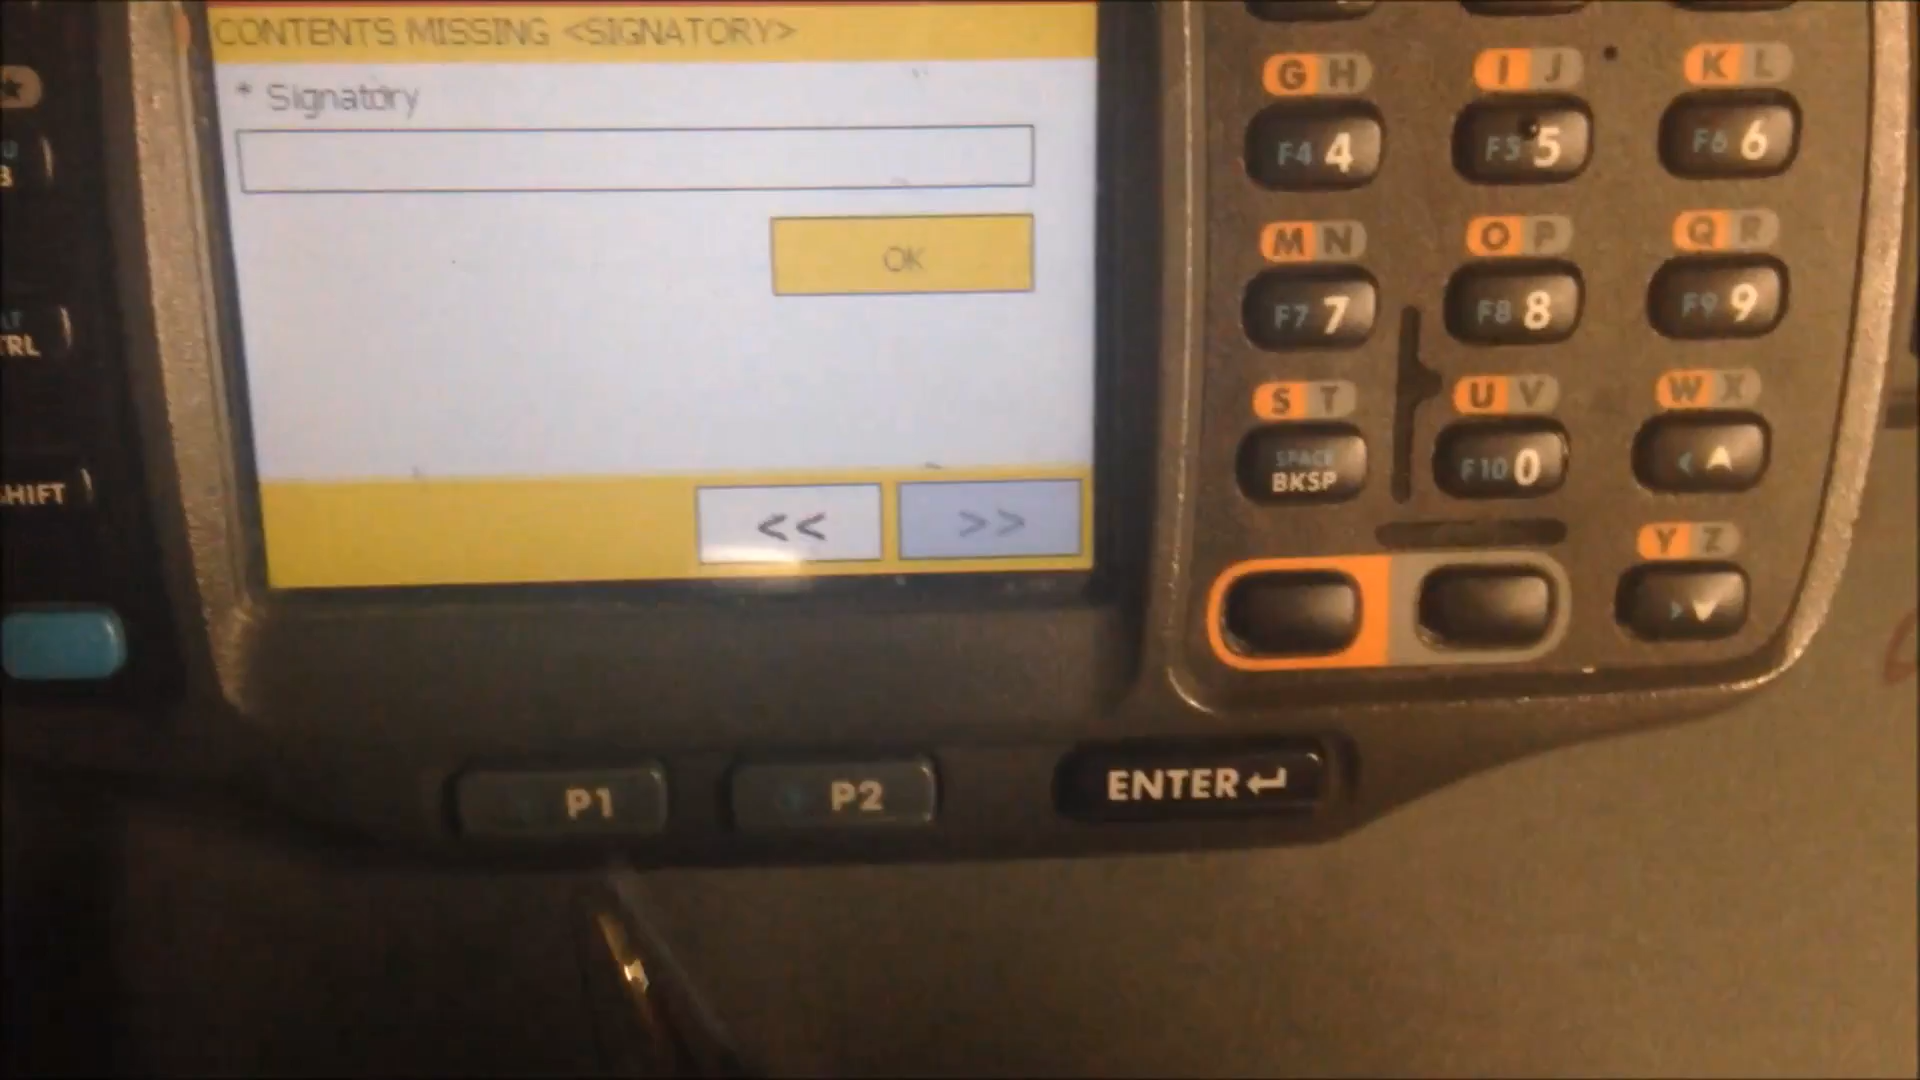 CONTENTS MISSING <SIGNATORY>
* Signatory
OK
<< >>
G H I J K L
F4 4 F5 5 F6 6
M N O P Q R
F7 7 F8 8 F9 9
S T U V W X
SPACE
BKSP
F10 0 <
Y Z
>
SHIFT
P1 P2 ENTER